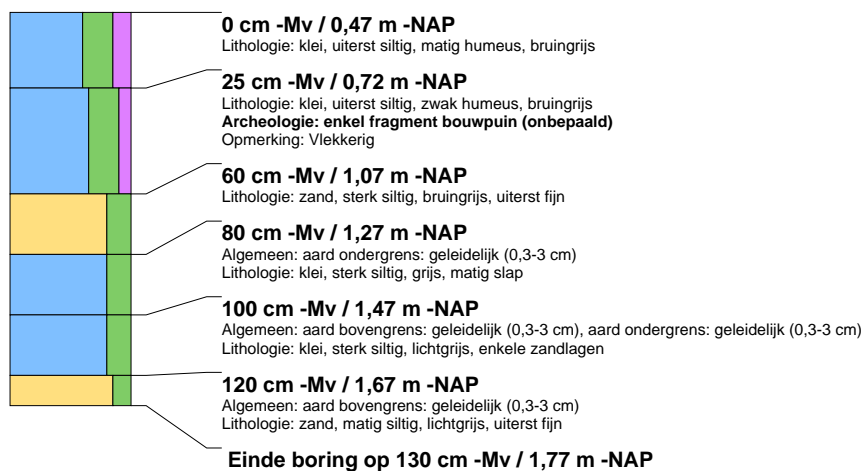 0 cm -Mv / 0,47 m -NAP
Lithologie: klei, uiterst siltig, matig humeus, bruingrijs
25 cm -Mv / 0,72 m -NAP
Lithologie: klei, uiterst siltig, zwak humeus, bruingrijs
Archeologie: enkel fragment bouwpuin (onbepaald)
Opmerking: Vlekkerig
60 cm -Mv / 1,07 m -NAP
Lithologie: zand, sterk siltig, bruingrijs, uiterst fijn
80 cm -Mv / 1,27 m -NAP
Algemeen: aard ondergrens: geleidelijk (0,3-3 cm)
Lithologie: klei, sterk siltig, grijs, matig slap
100 cm -Mv / 1,47 m -NAP
Algemeen: aard bovengrens: geleidelijk (0,3-3 cm), aard ondergrens: geleidelijk (0,3-3 cm)
Lithologie: klei, sterk siltig, lichtgrijs, enkele zandlagen
120 cm -Mv / 1,67 m -NAP
Algemeen: aard bovengrens: geleidelijk (0,3-3 cm)
Lithologie: zand, matig siltig, lichtgrijs, uiterst fijn
Einde boring op 130 cm -Mv / 1,77 m -NAP